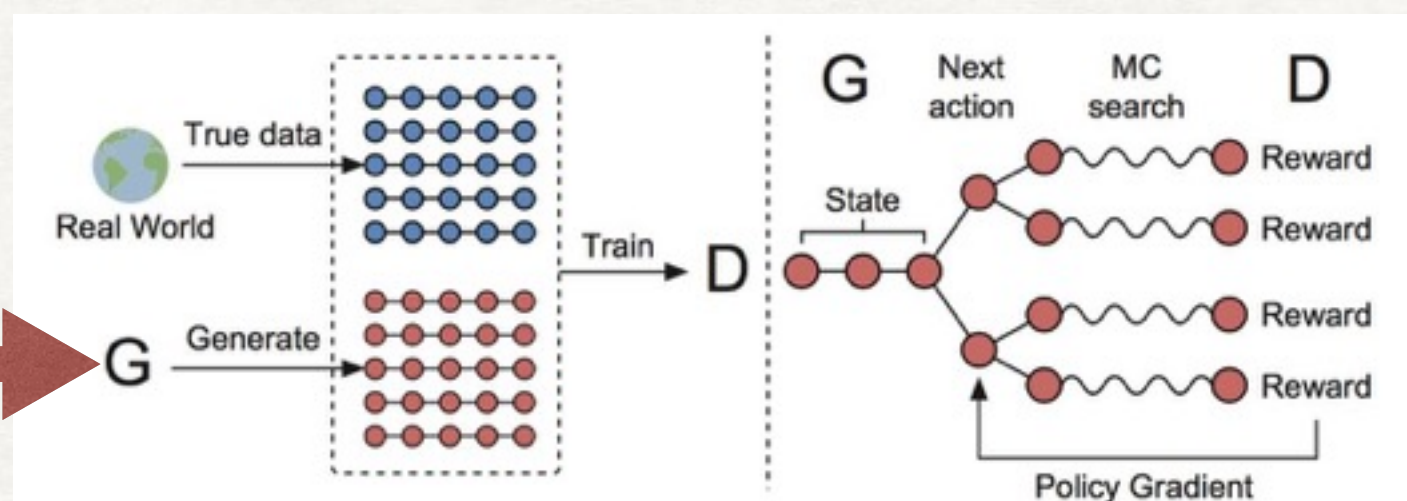 True data
Real World
G
Generate
Train
D
G
Next
action
MC
search
D
State
Reward
Reward
Reward
Reward
Policy Gradient